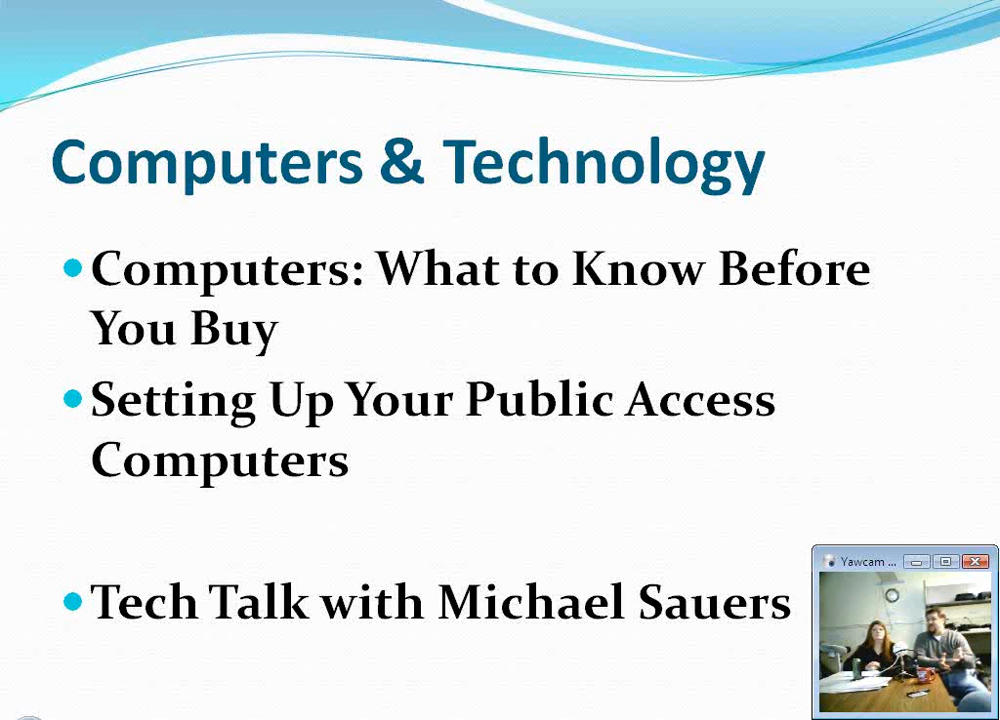 Computers & Technology
Computers: What to Know Before
You Buy
Setting Up Your Public Access
Computers
Tech Talk with Michael Sauers
Yawcam ...